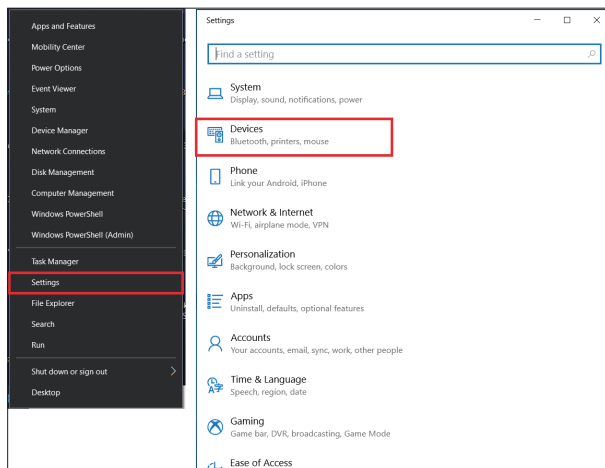 Apps and Features
Mobility Center
Power Options
Event Viewer
System
Device Manager
Network Connections
Disk Management
Computer Management
Windows PowerShell
Windows PowerShell (Admin)
Task Manager
Settings
File Explorer
Search
Run
Shut down or sign out
Desktop
Settings
Find a setting
System
Display, sound, notifications, power
Devices
Bluetooth, printers, mouse
Phone
Link your Android, iPhone
Network & Internet
Wi-Fi, airplane mode, VPN
Personalization
Background, lock screen, colors
Apps
Uninstall, defaults, optional features
Accounts
Your accounts, email, sync, work, other people
Time & Language
Speech, region, date
Gaming
Game bar, DVR, broadcasting, Game Mode
Ease of Access